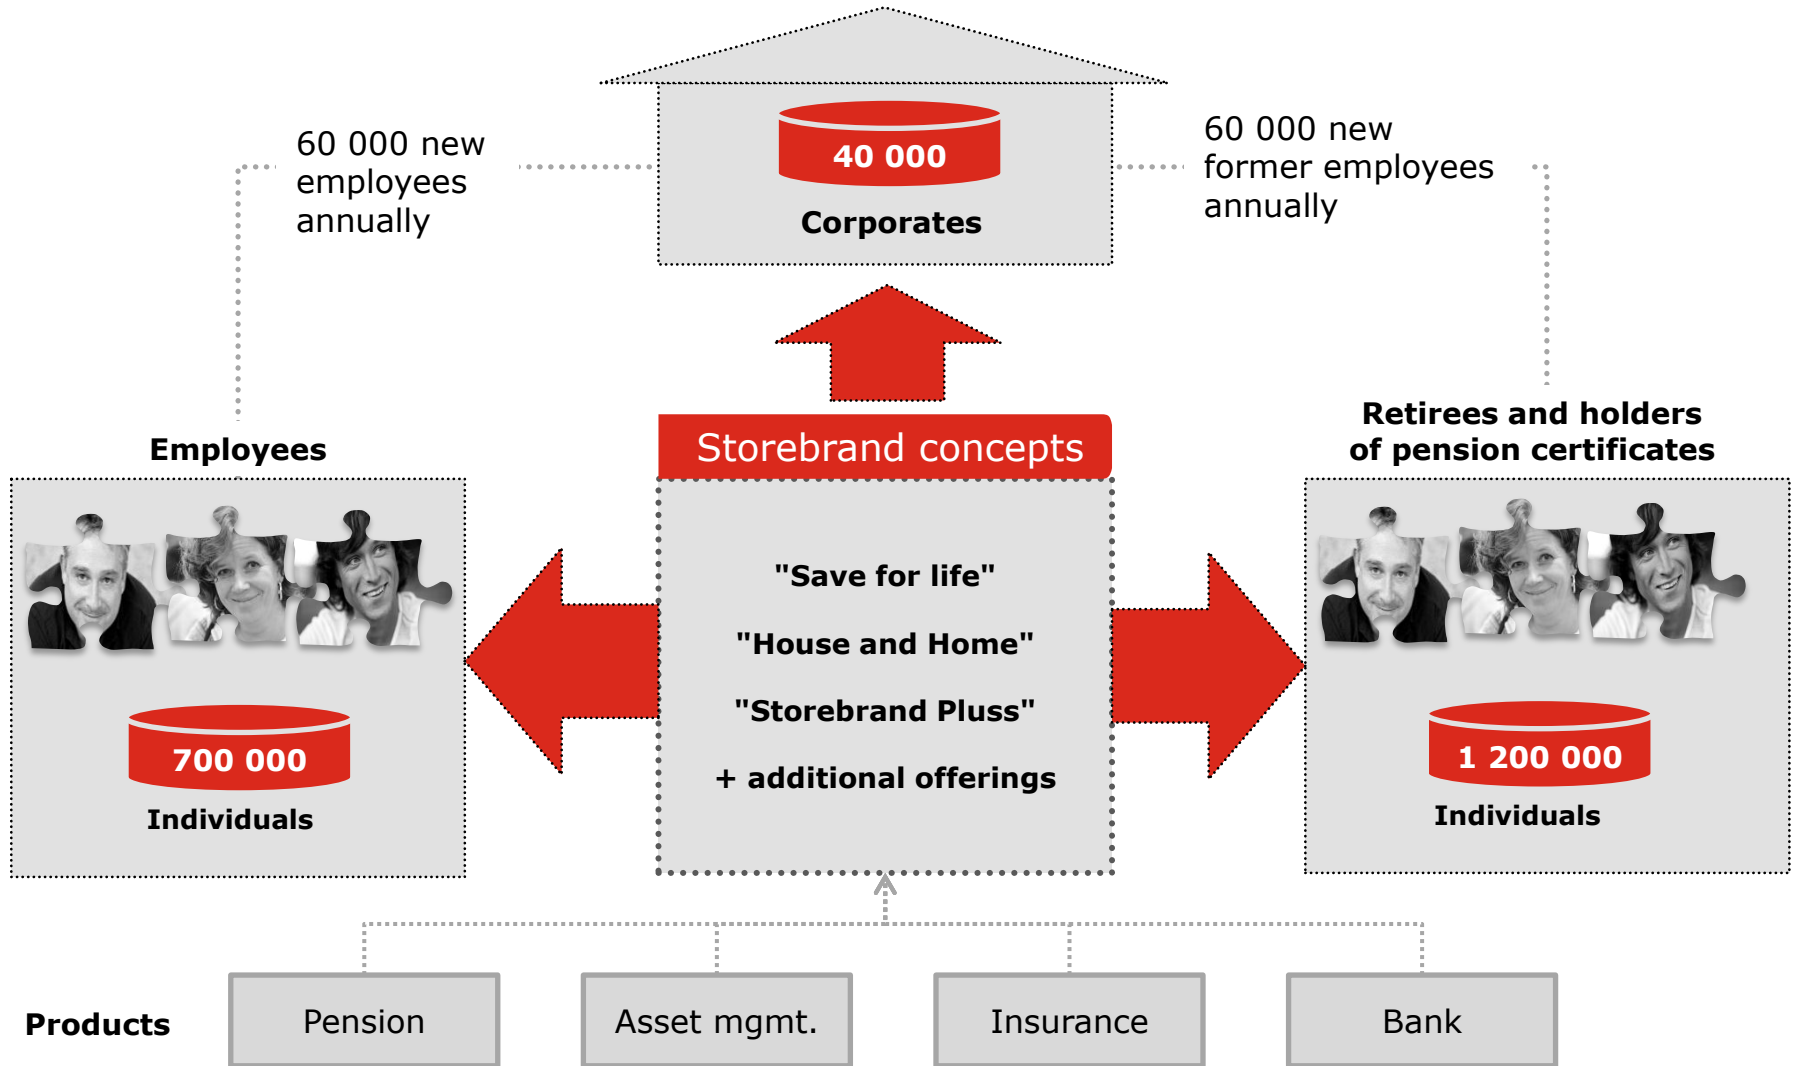 40 000
Corporates
60 000 new
employees
annually
60 000 new
former employees
annually
Employees
700 000
Individuals
Storebrand concepts
"Save for life"
"House and Home"
"Storebrand Pluss"
+ additional offerings
Retirees and holders
of pension certificates
1 200 000
Individuals
Products
Pension
Asset mgmt.
Insurance
Bank